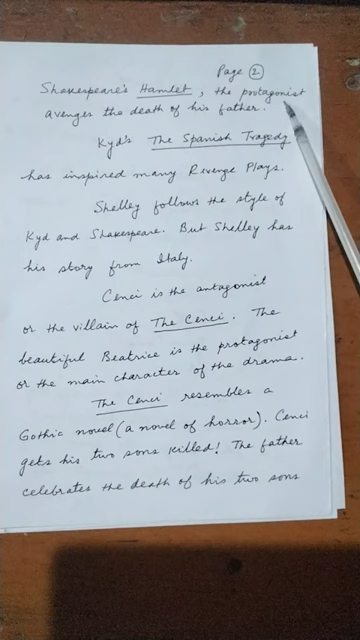 Page 2
Shakespeare's Hamlet, the protagonist
avenges the death of his father.
Kyd's The Spanish Tragedy
has inspired many Revenge Plays.
Shelley follows the style of
Kyd and Shakespeare. But Shelley has
his story from Italy.
Cenci is the antagonist
or the villain of The Cenci. The
beautiful Beatrice is the protagonist
or the main character of the drama.
The Cenci resembles a
Gothic novel (a novel of horror). Cenci
gets his two sons killed! The father
celebrates the death of his two sons